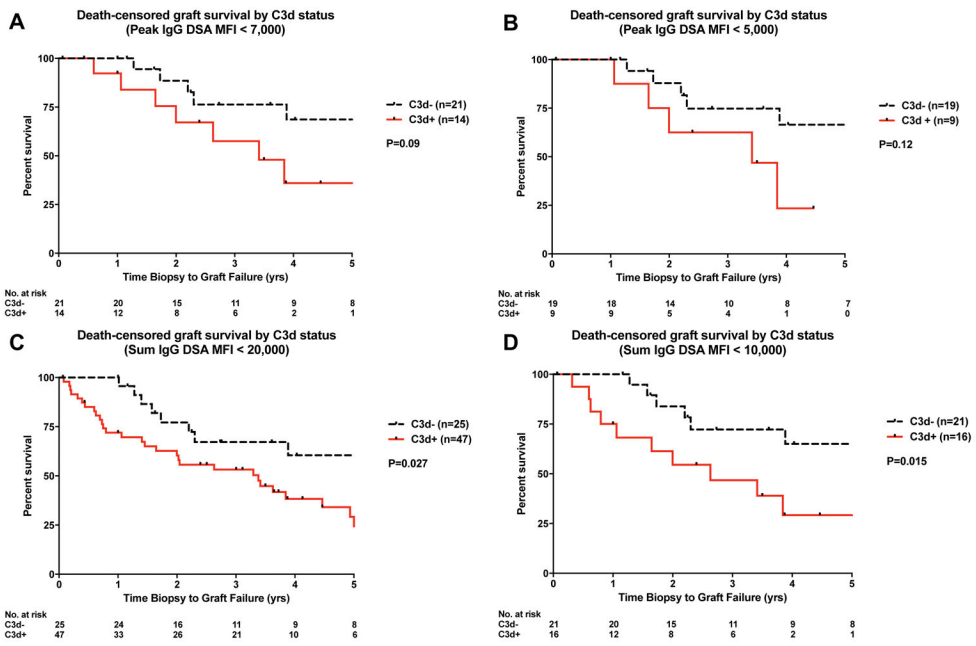 A
Death-censored graft survival by C3d status
(Peak IgG DSA MFI < 7,000)
100
75
50
25
0
Percent survival
0 1 2 3 4 5
Time Biopsy to Graft Failure (yrs)
C3d- (n=21)
C3d+ (n=14)
P=0.09
No. at risk
C3d- 21 20 15 11 9 8
C3d+ 14 12 8 6 2 1
B
Death-censored graft survival by C3d status
(Peak IgG DSA MFI < 5,000)
100
75
50
25
0
Percent survival
0 1 2 3 4 5
Time Biopsy to Graft Failure (yrs)
C3d- (n=19)
C3d + (n=9)
P=0.12
No. at risk
C3d- 19 18 14 10 8 7
C3d+ 9 9 5 4 1 0
C
Death-censored graft survival by C3d status
(Sum IgG DSA MFI < 20,000)
100
75
50
25
0
Percent survival
0 1 2 3 4 5
Time Biopsy to Graft Failure (yrs)
C3d- (n=25)
C3d+ (n=47)
P=0.027
No. at risk
C3d- 25 24 16 11 9 8
C3d+ 47 33 26 21 10 6
D
Death-censored graft survival by C3d status
(Sum IgG DSA MFI < 10,000)
100
75
50
25
0
Percent survival
0 1 2 3 4 5
Time Biopsy to Graft Failure (yrs)
C3d- (n=21)
C3d+ (n=16)
P=0.015
No. at risk
C3d- 21 20 15 11 9 8
C3d+ 16 12 8 6 2 1